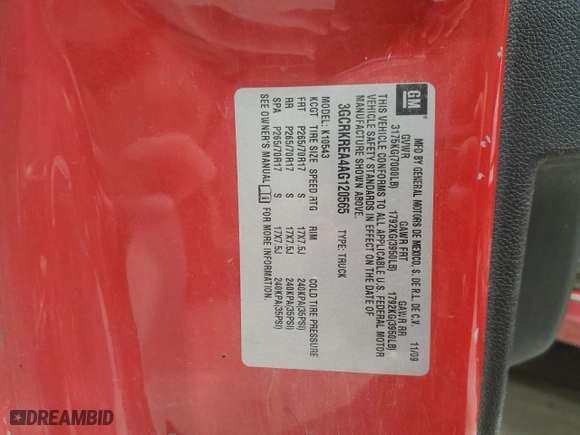 GM
MFD BY GENERAL MOTORS DE MEXICO, S. DE R.L. DE C.V.
11/09
GVWR GAWR FRT GAWR RR
3175KG(7000LB) 1792KG(3950LB) 1792KG(3950LB)
THIS VEHICLE CONFORMS TO ALL APPLICABLE U.S. FEDERAL MOTOR
VEHICLE SAFETY STANDARDS IN EFFECT ON THE DATE OF
MANUFACTURE SHOWN ABOVE.
3GCRKREA4AG120565 TYPE: TRUCK
MODEL: K10543
KCGT TIRE SIZE SPEED RTG RIM COLD TIRE PRESSURE
FRT P265/70R17 S 17X7.5J 240KPA(35PSI)
RR P265/70R17 S 17X7.5J 240KPA(35PSI)
SPA P265/70R17 S 17X7.5J 240KPA(35PSI)
SEE OWNER'S MANUAL FOR MORE INFORMATION.
DREAMBID